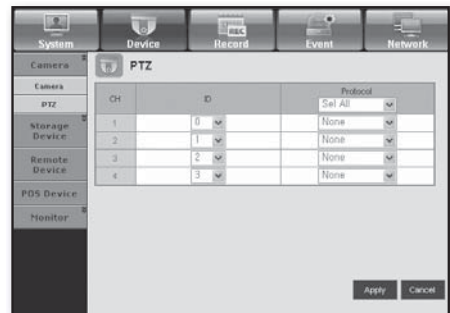 System Device Record Event Network
REC
Camera
PTZ
Camera
PTZ
Storage
Device
Remote
Device
POS Device
Monitor
CH ID Protocol
Sel All
1 0 None
2 1 None
3 2 None
4 3 None
Apply Cancel